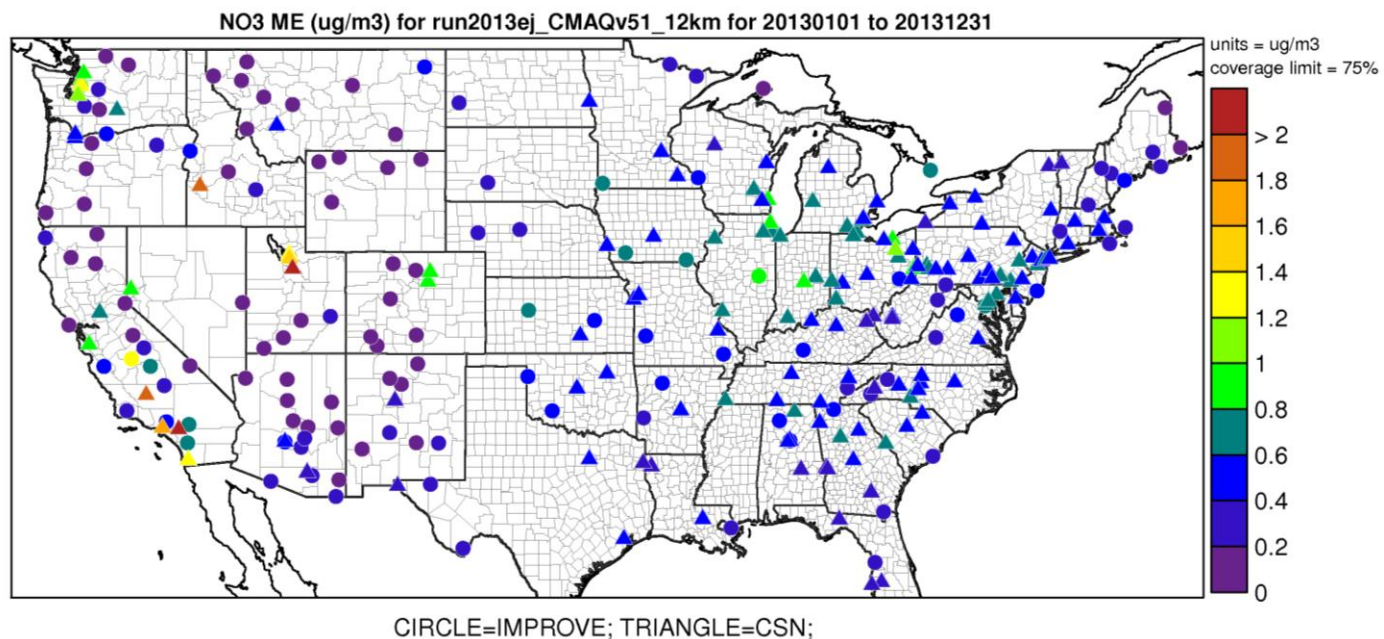 NO3 ME (ug/m3) for run2013ej_CMAQv51_12km for 20130101 to 20131231
units = ug/m3
coverage limit = 75%
> 2
1.8
1.6
1.4
1.2
1
0.8
0.6
0.4
0.2
0
CIRCLE=IMPROVE; TRIANGLE=CSN;